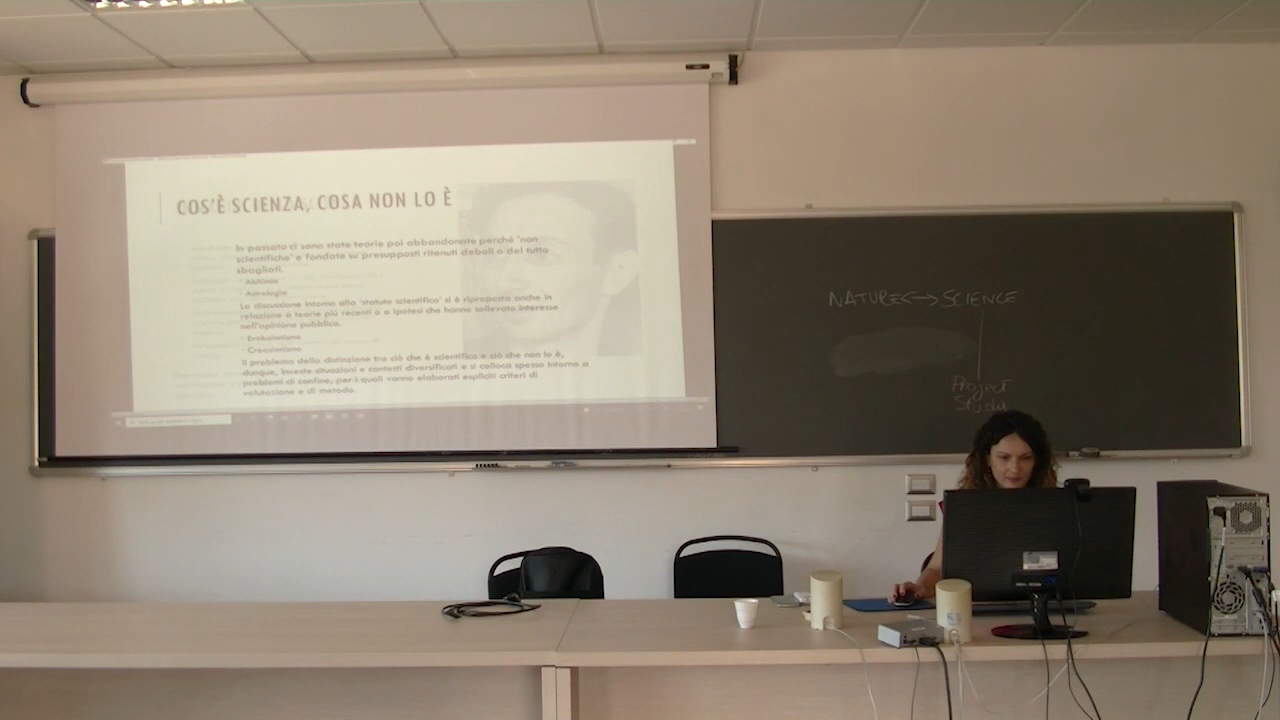 COS'È SCIENZA, COSA NON LO È
In passato ci sono state teorie poi abbandonate perché 'non
scientifiche' e fondate su presupposti ritenuti deboli o del tutto
sbagliati.
- Alchimia
- Astrologia
La discussione intorno allo 'statuto scientifico' si è riproposta anche in
relazione a teorie più recenti o a ipotesi che hanno sollevato interesse
nell'opinione pubblica.
- Evoluzionismo
- Creazionismo
Il problema della distinzione tra ciò che è scientifico e ciò che non lo è,
dunque, investe situazioni e contesti diversificati e si colloca spesso intorno a
problemi di confine, per i quali vanno elaborati espliciti criteri di
valutazione e di metodo.
NATURE<->SCIENCE
Project
Study